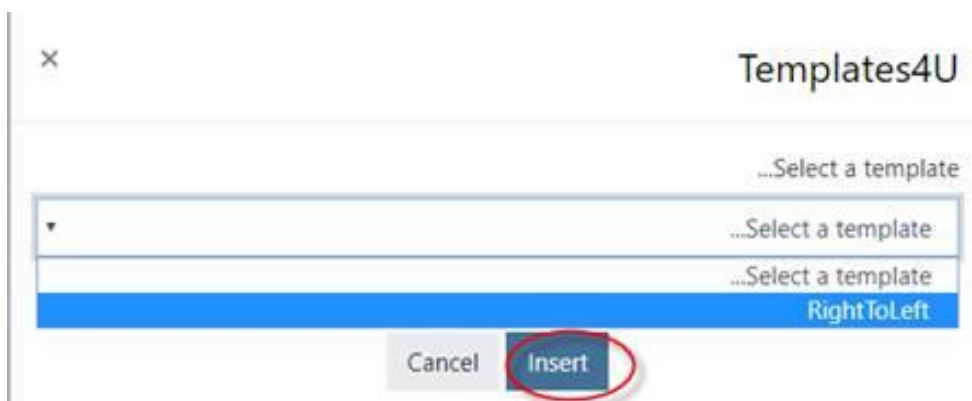 ×
Templates4U
...Select a template
...Select a template
...Select a template
RightToLeft
Cancel Insert